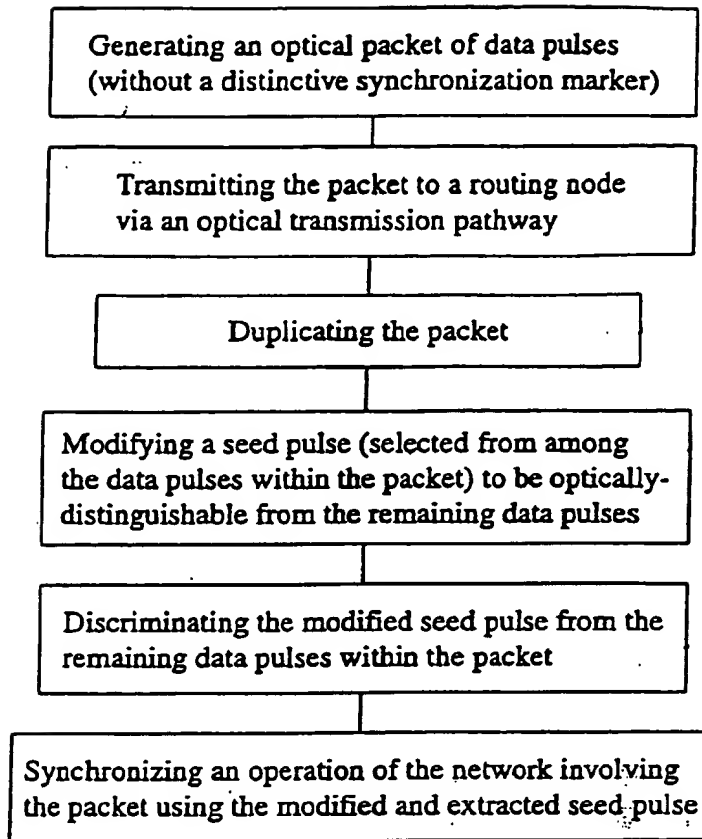 Generating an optical packet of data pulses
(without a distinctive synchronization marker)
Transmitting the packet to a routing node
via an optical transmission pathway
Duplicating the packet
Modifying a seed pulse (selected from among
the data pulses within the packet) to be optically-
distinguishable from the remaining data pulses
Discriminating the modified seed pulse from the
remaining data pulses within the packet
Synchronizing an operation of the network involving
the packet using the modified and extracted seed pulse